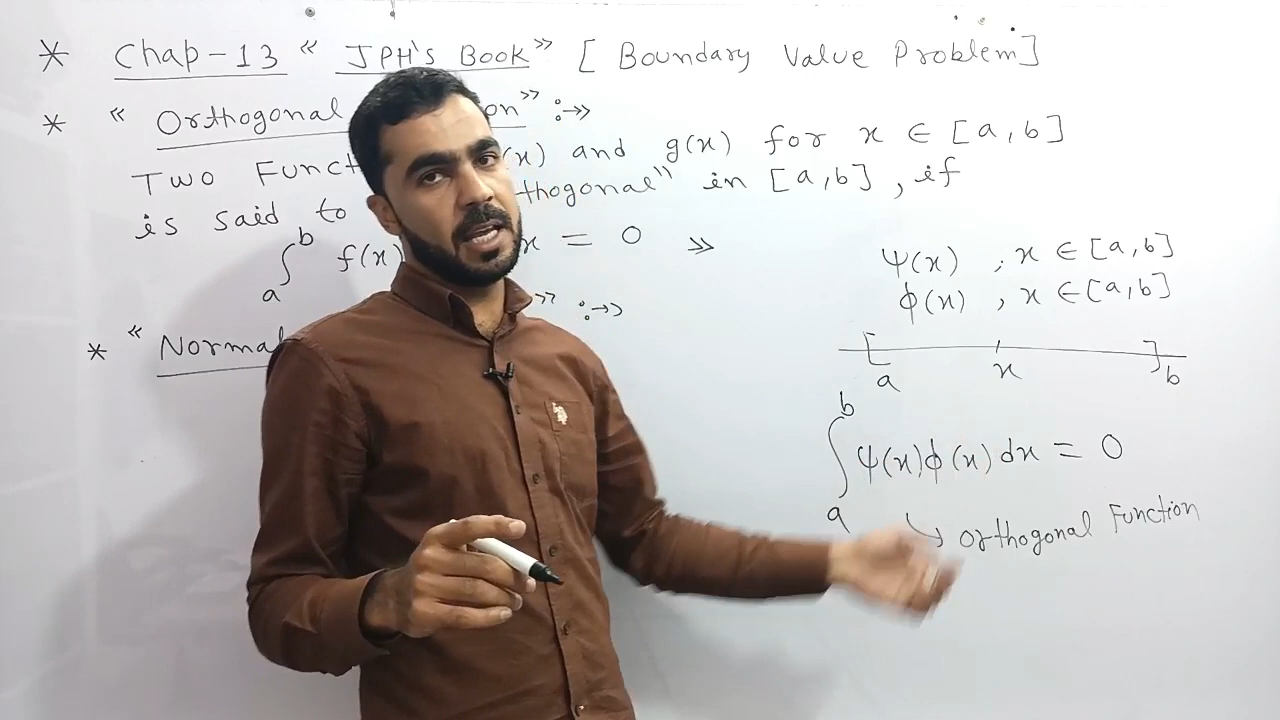 * Chap-13 " JPH's Book" [ Boundary Value Problem]
* " Orthogonal on" :→
Two Funct (x) and g(x) for x ∈ [a,b]
is said to thogonal" in [a,b] , if
∫ₐᵇ f(x) x = 0 »
* " Normal " :→
ψ(x) , x ∈ [a,b]
ϕ(x) , x ∈ [a,b]
a x b
∫ₐᵇ ψ(x)ϕ(x) dx = 0
↳ orthogonal Function